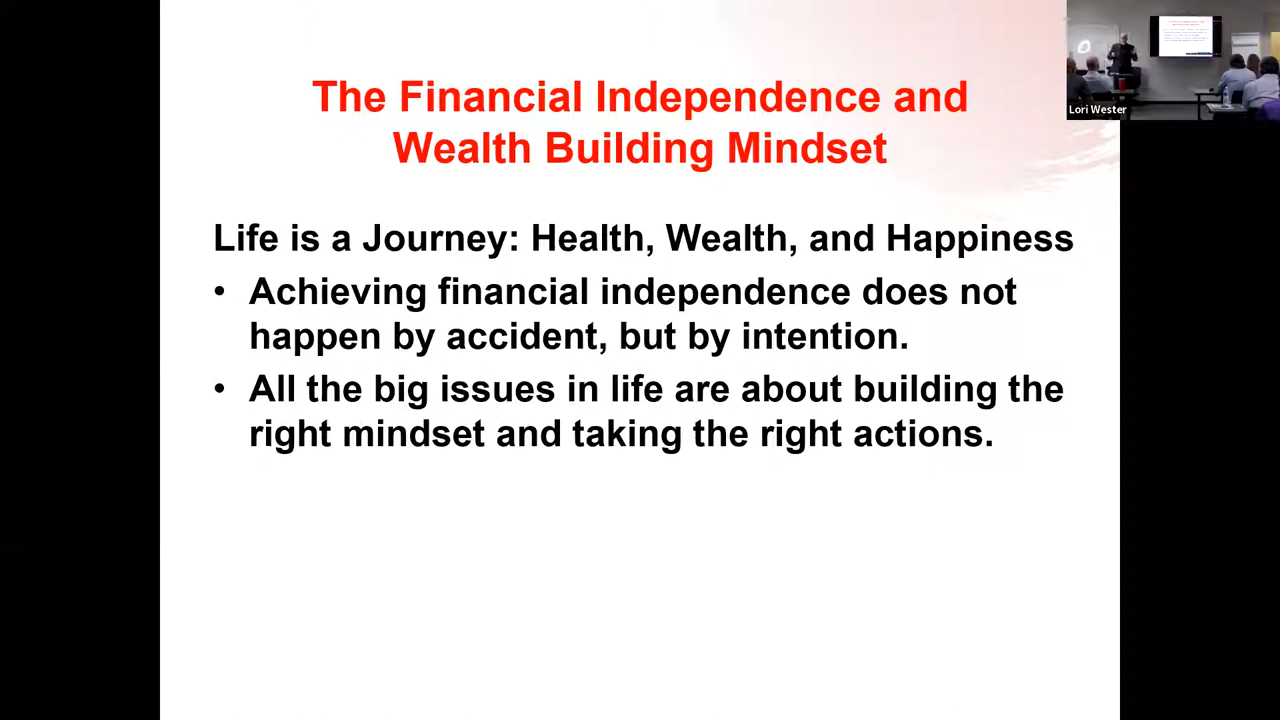 The Financial Independence and
Wealth Building Mindset
Life is a Journey: Health, Wealth, and Happiness
• Achieving financial independence does not
happen by accident, but by intention.
• All the big issues in life are about building the
right mindset and taking the right actions.
Lori Wester